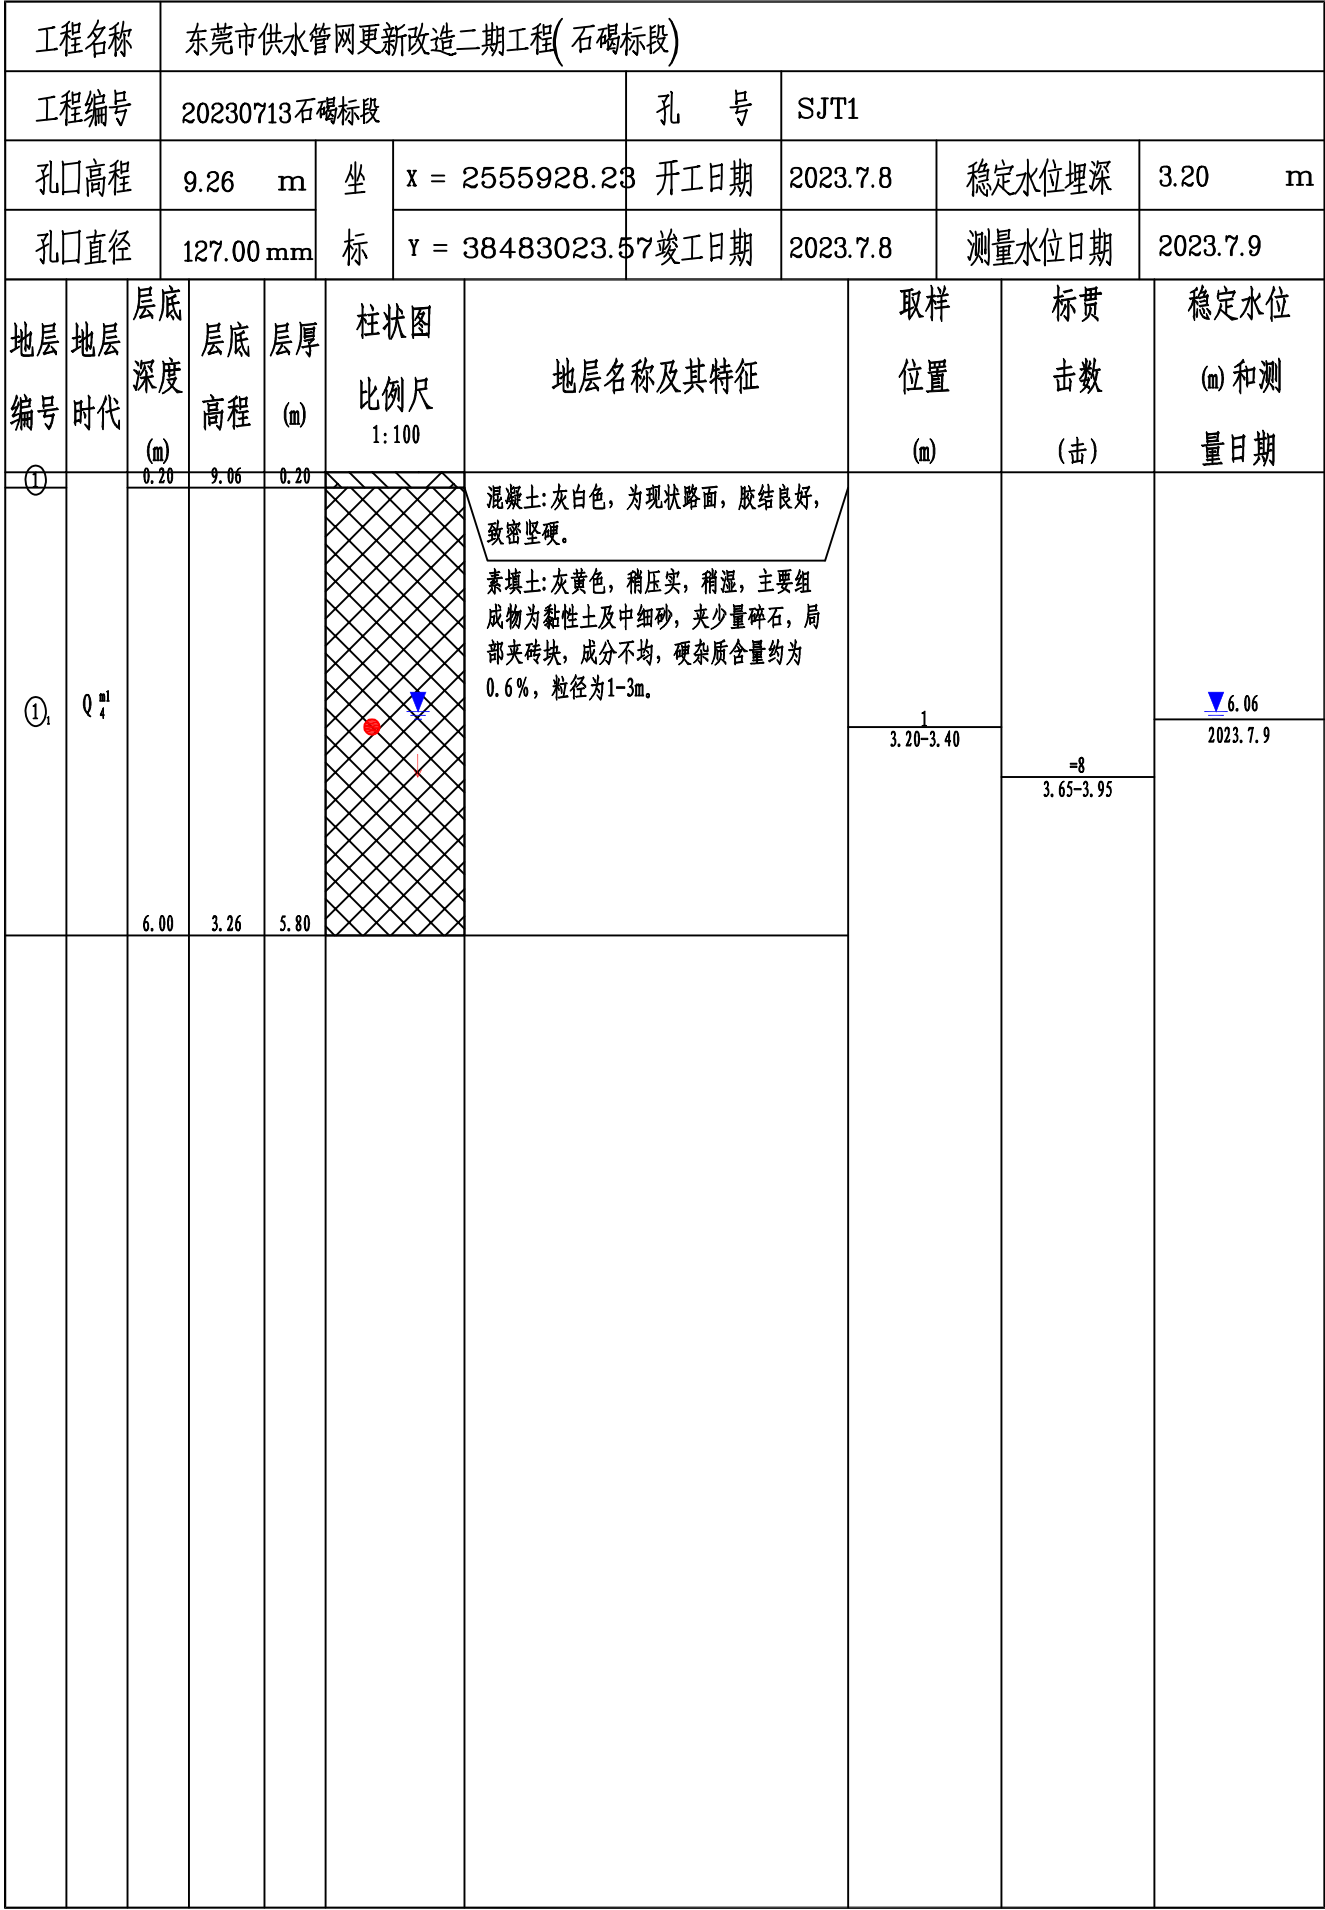 工程名称 东莞市供水管网更新改造二期工程(石碣标段)
工程编号 20230713石碣标段 孔 号 SJT1
孔口高程 9.26 m 坐 X = 2555928.23 开工日期 2023.7.8 稳定水位埋深 3.20 m
孔口直径 127.00 mm 标 Y = 38483023.57 竣工日期 2023.7.8 测量水位日期 2023.7.9
地层
编号
地层
时代
层底
深度
(m)
层底
高程
层厚
(m)
柱状图
比例尺
1:100
地层名称及其特征
取样
位置
(m)
标贯
击数
(击)
稳定水位
(m)和测
量日期
① 0.20 9.06 0.20
混凝土:灰白色，为现状路面，胶结良好，
致密坚硬。
素填土:灰黄色，稍压实，稍湿，主要组
成物为黏性土及中细砂，夹少量碎石，局
部夹砖块，成分不均，硬杂质含量约为
0.6%，粒径为1-3m。
①1 Q4ml
1
3.20-3.40
=8
3.65-3.95
6.06
2023.7.9
6.00 3.26 5.80